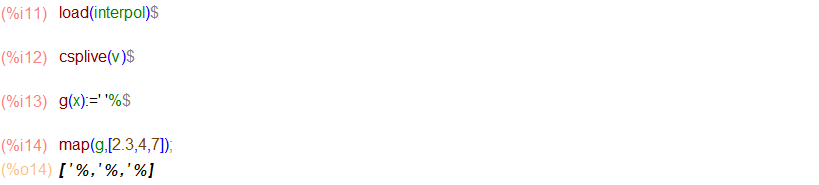 (%i11) load(interpol)$
(%i12) csplive(v)$
(%i13) g(x):=' '%$
(%i14) map(g,[2.3,4,7]);
(%o14) ['%,'%,'%]